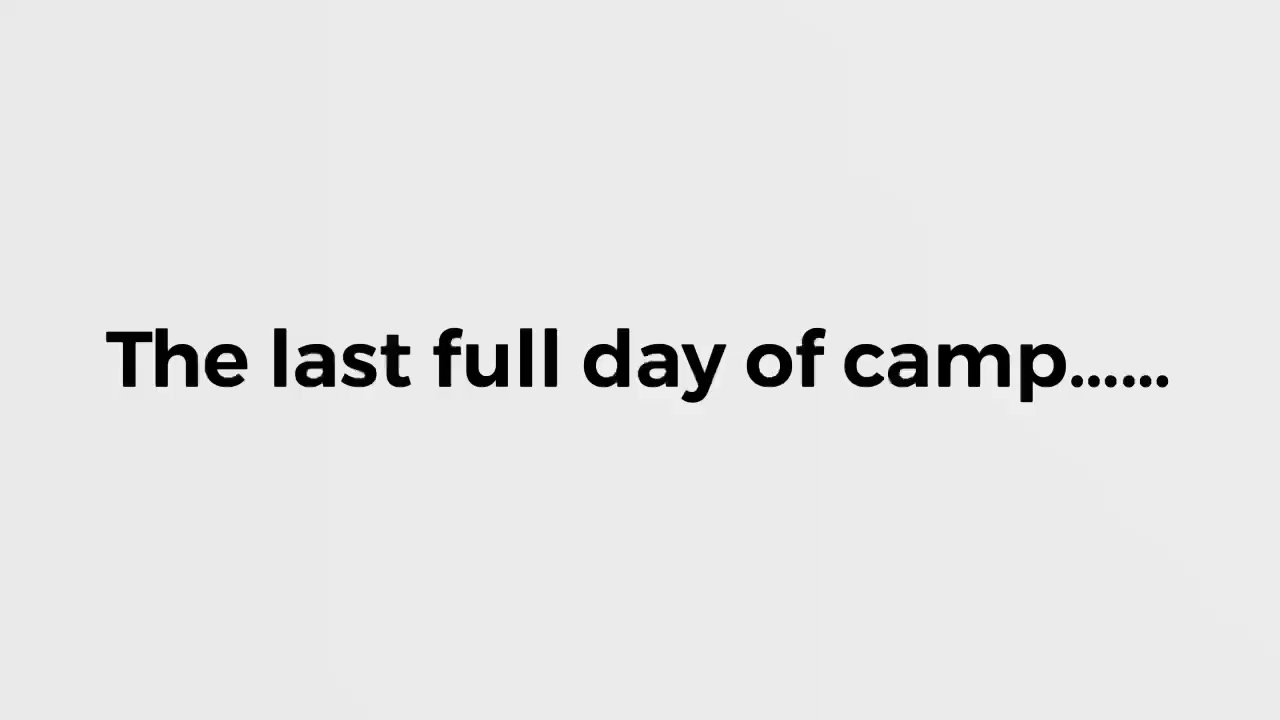 The last full day of camp......